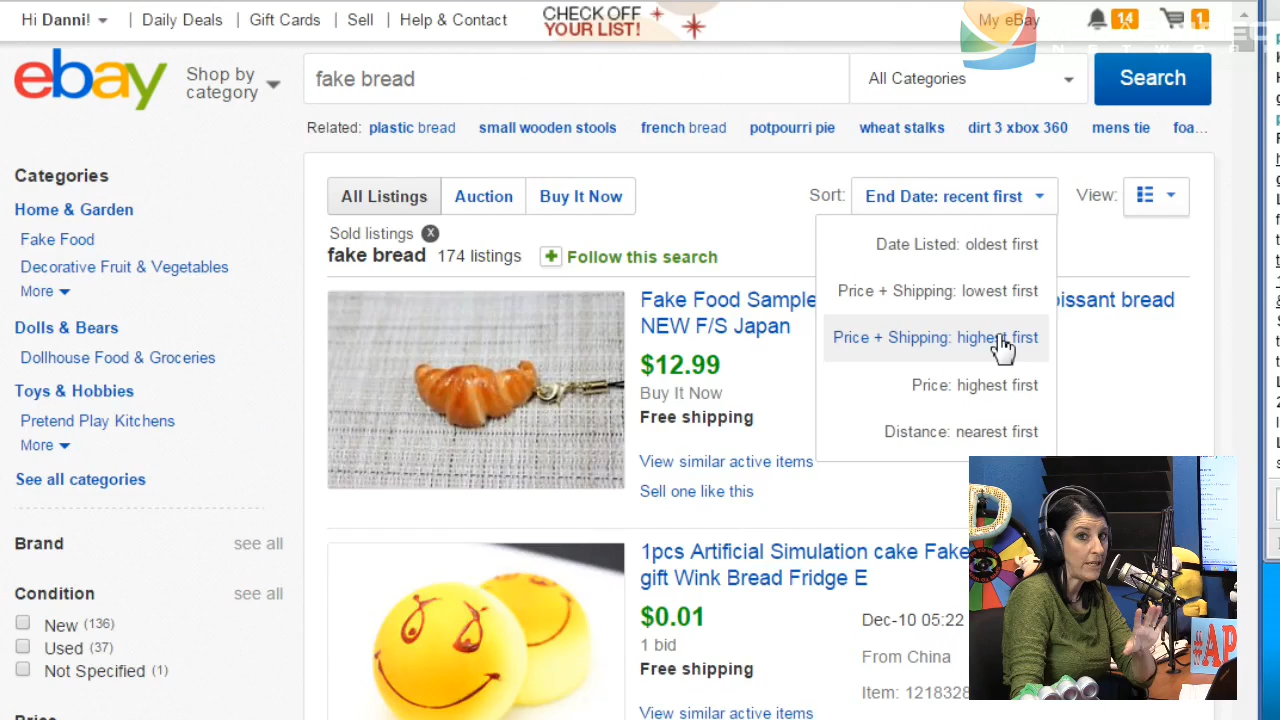 Hi Danni!
Daily Deals
Gift Cards
Sell
Help & Contact
CHECK OFF
YOUR LIST!
My eBay
14
1
ebay
Shop by
category
fake bread
All Categories
Search
Related: plastic bread small wooden stools french bread potpourri pie wheat stalks dirt 3 xbox 360 mens tie foa...
Categories
Home & Garden
Fake Food
Decorative Fruit & Vegetables
More
Dolls & Bears
Dollhouse Food & Groceries
Toys & Hobbies
Pretend Play Kitchens
More
See all categories
Brand see all
Condition see all
New (136)
Used (37)
Not Specified (1)
All Listings
Auction
Buy It Now
Sort: End Date: recent first
View:
Sold listings
fake bread 174 listings
Follow this search
Date Listed: oldest first
Price + Shipping: lowest first
Price + Shipping: highest first
Price: highest first
Distance: nearest first
Fake Food Sample
NEW F/S Japan
bread
$12.99
Buy It Now
Free shipping
View similar active items
Sell one like this
1pcs Artificial Simulation cake Fake
gift Wink Bread Fridge E
$0.01
1 bid
Free shipping
Dec-10 05:22
From China
Item: 1218328
View similar active items
#AP